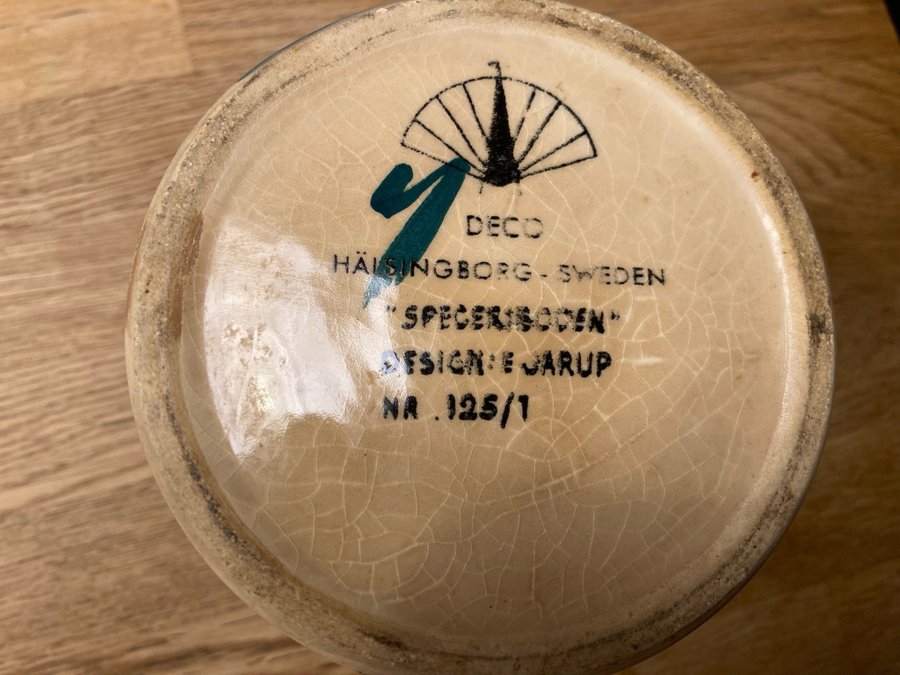 DECO
HÄLSINGBORG - SWEDEN
"SPECERIBODEN"
DESIGN: E JARUP
NR. 125/1